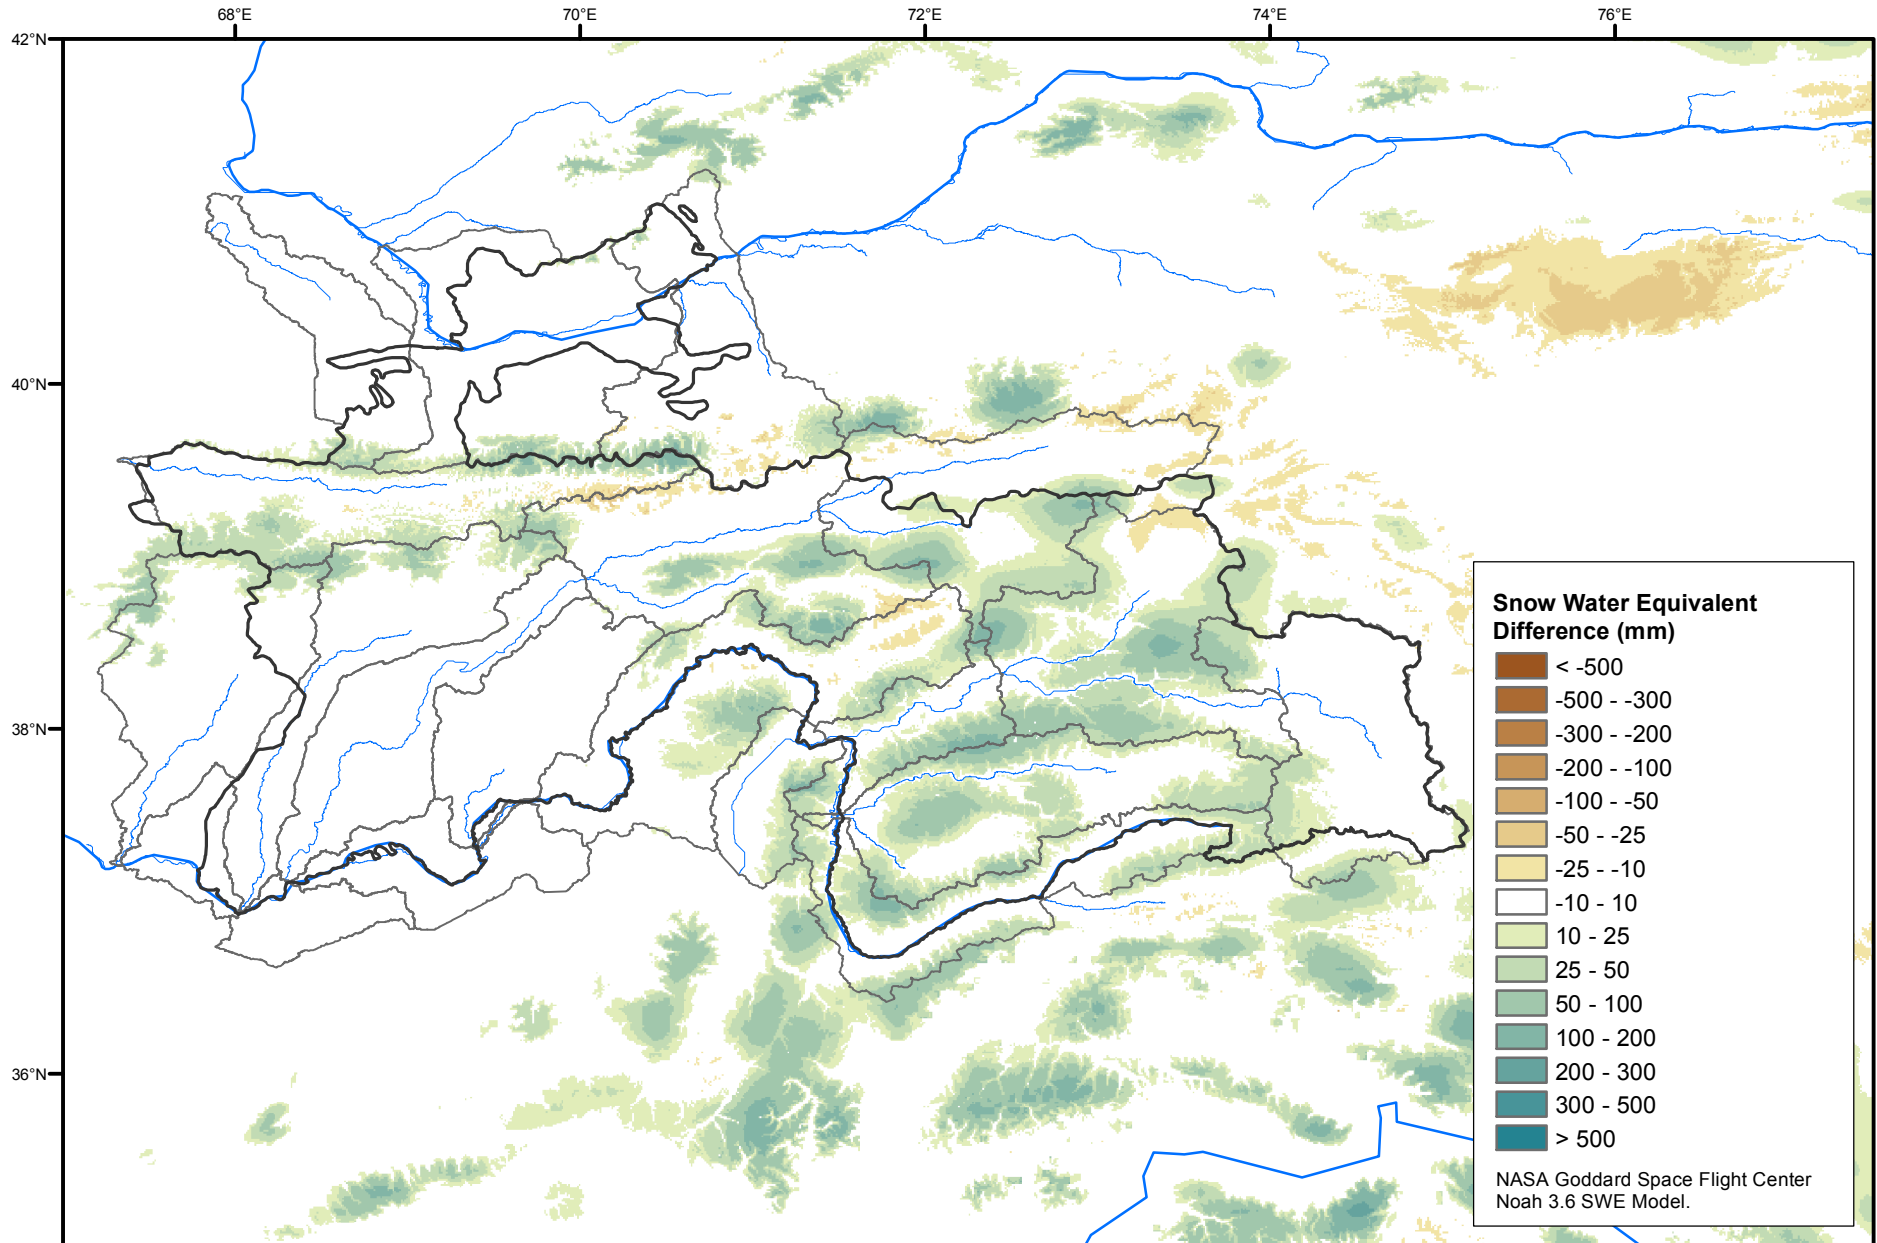 68°E 70°E 72°E 74°E 76°E
42°N
40°N
38°N
36°N
Snow Water Equivalent
Difference (mm)
< -500
-500 - -300
-300 - -200
-200 - -100
-100 - -50
-50 - -25
-25 - -10
-10 - 10
10 - 25
25 - 50
50 - 100
100 - 200
200 - 300
300 - 500
> 500
NASA Goddard Space Flight Center
Noah 3.6 SWE Model.